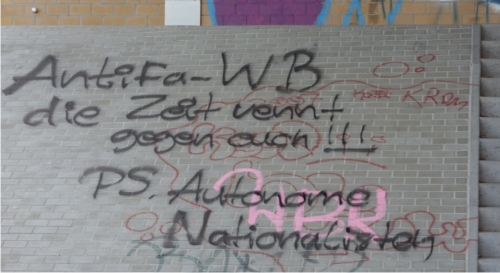 Antifa-WB
die Zeit rennt
gegen euch !!!
PS. Autonome
Nationalisten